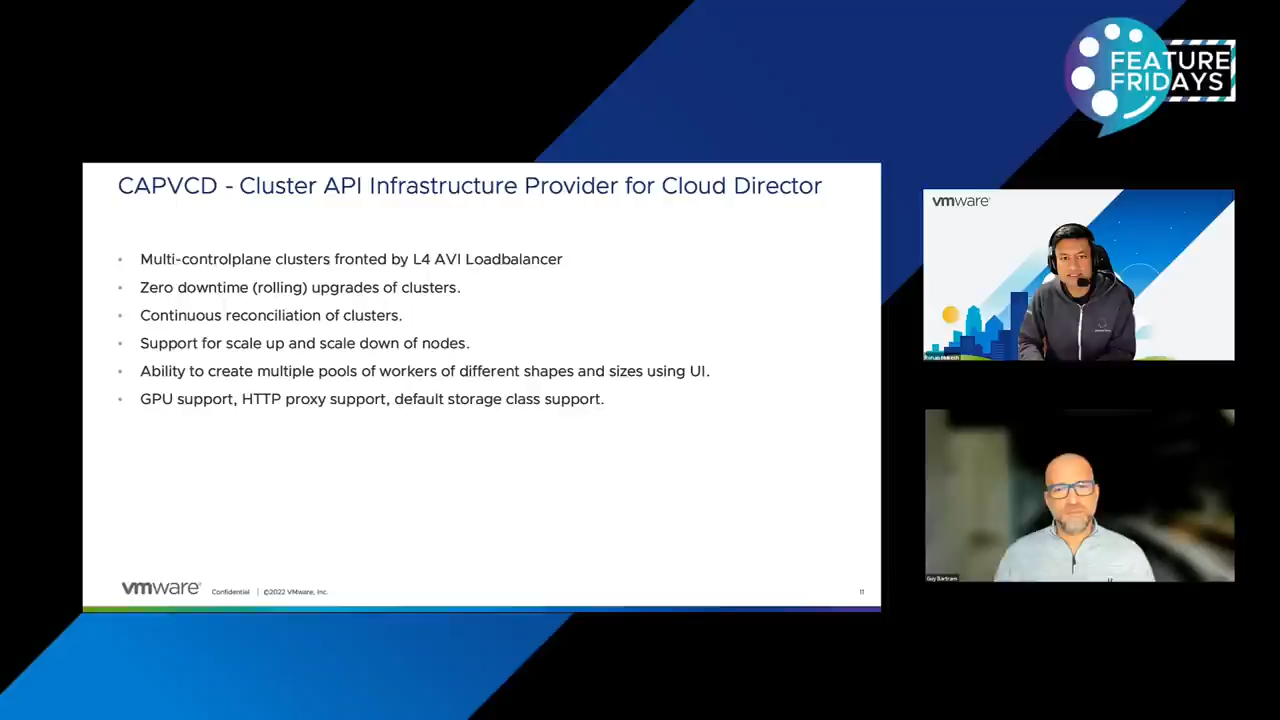 FEATURE
FRIDAYS
CAPVCD - Cluster API Infrastructure Provider for Cloud Director
• Multi-controlplane clusters fronted by L4 AVI Loadbalancer
• Zero downtime (rolling) upgrades of clusters.
• Continuous reconciliation of clusters.
• Support for scale up and scale down of nodes.
• Ability to create multiple pools of workers of different shapes and sizes using UI.
• GPU support, HTTP proxy support, default storage class support.
vmware® Confidential | ©2022 VMware, Inc. 11
vmware®
Guy Bartram